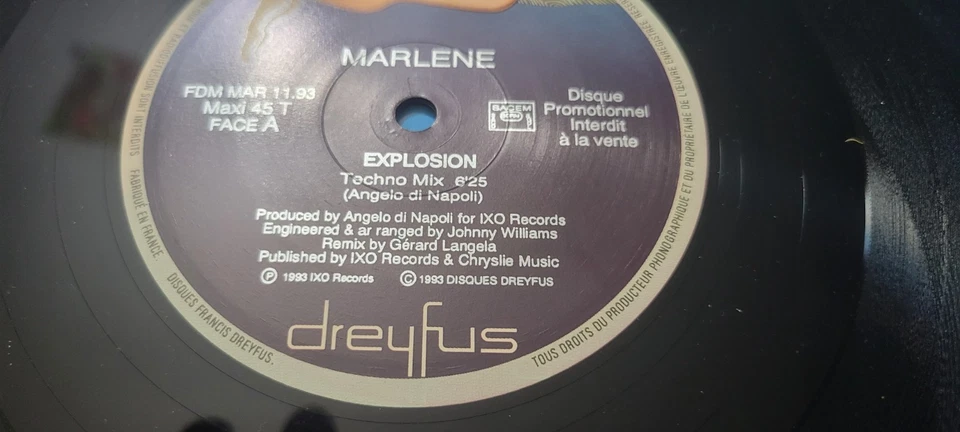 MARLENE
FDM MAR 11.93
Maxi 45 T
FACE A
SACEM
Disque
Promotionnel
Interdit
à la vente
EXPLOSION
Techno Mix 6'25
(Angelo di Napoli)
Produced by Angelo di Napoli for IXO Records
Engineered & ar ranged by Johnny Williams
Remix by Gérard Langela
Published by IXO Records & Chryslie Music
Ⓟ 1993 IXO Records © 1993 DISQUES DREYFUS
dreyfus
INTERDITS FABRIQUÉ EN FRANCE. DISQUES FRANCIS DREYFUS.
TOUS DROITS DU PRODUCTEUR PHONOGRAPHIQUE ET DU PROPRIÉTAIRE DE L'ŒUVRE ENREGISTRÉE